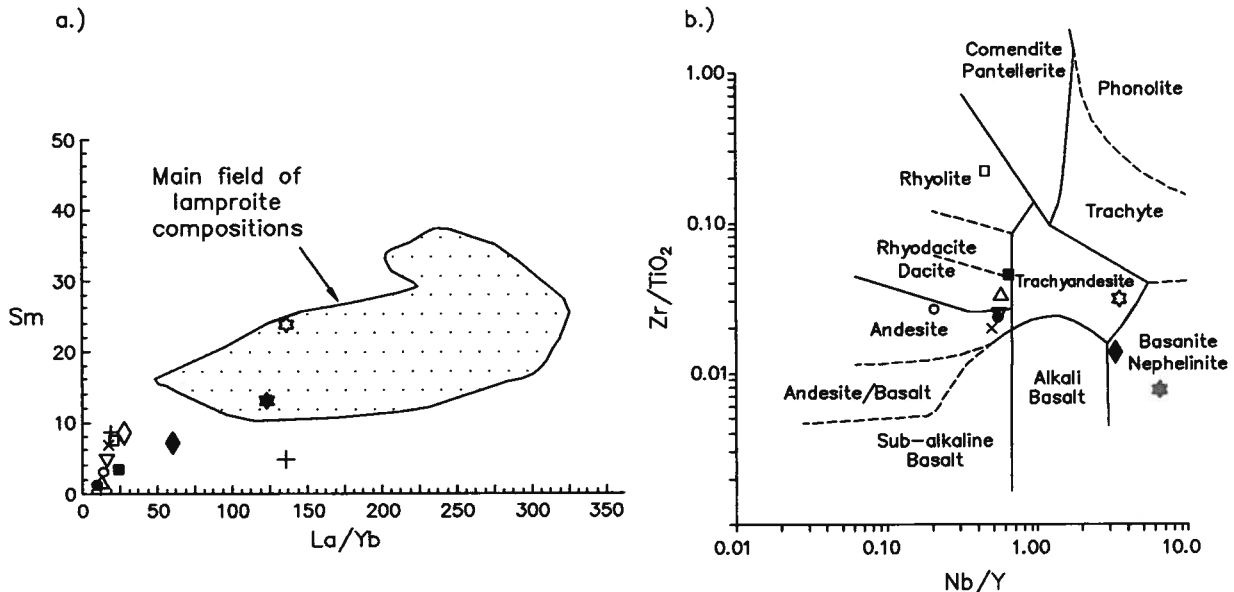 a.)
50
40
30
20
10
0
Sm
Main field of
lamproite
compositions
0 50 100 150 200 250 300 350
La/Yb
b.)
1.00
0.10
0.01
Zr/TiO2
Comendite
Pantellerite
Phonolite
Rhyolite
Trachyte
Rhyodacite
Dacite
Trachyandesite
Andesite
Basanite
Nephelinite
Andesite/Basalt
Alkali
Basalt
Sub-alkaline
Basalt
0.01 0.10 1.00 10.0
Nb/Y